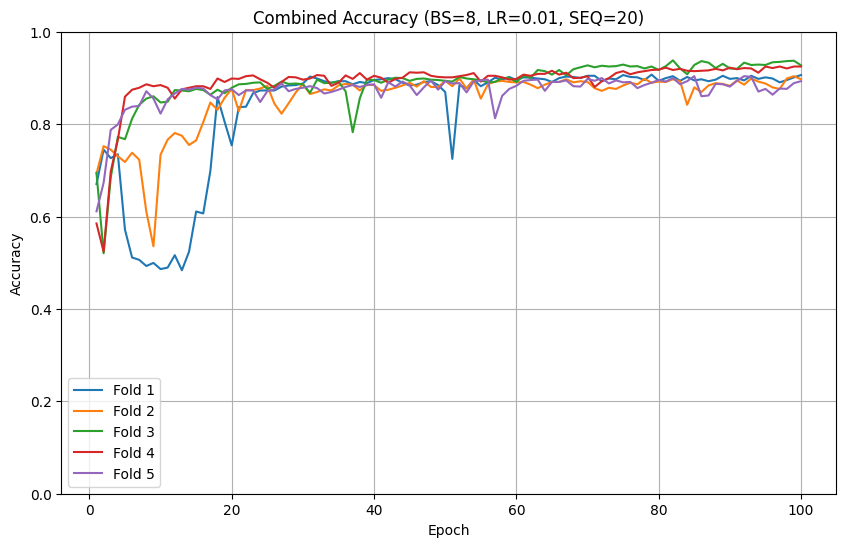 Combined Accuracy (BS=8, LR=0.01, SEQ=20)
1.0
0.8
0.6
0.4
0.2
0.0
Accuracy
Fold 1
Fold 2
Fold 3
Fold 4
Fold 5
0 20 40 60 80 100
Epoch